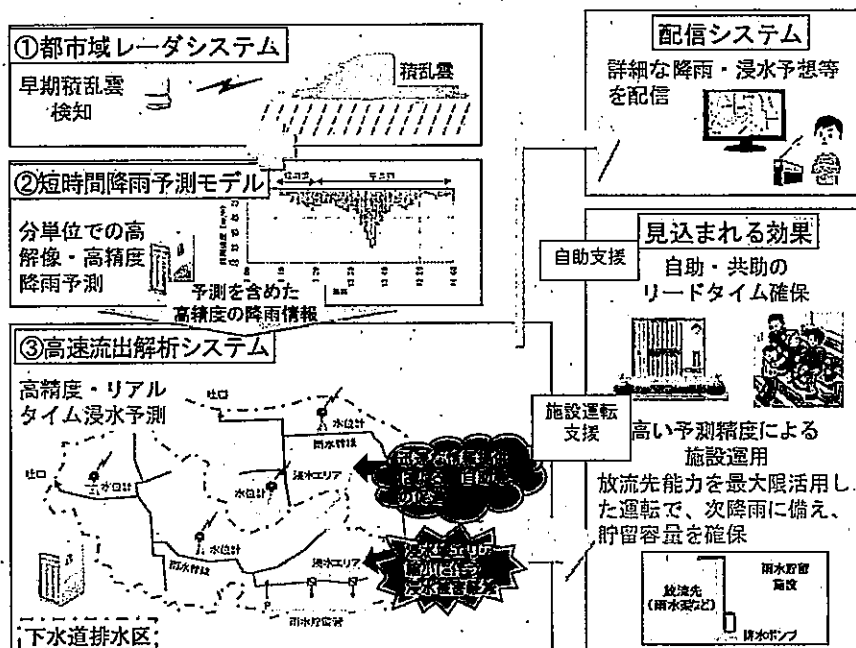 ①都市域レーダシステム
早期積乱雲
検知
積乱雲
②短時間降雨予測モデル
分単位での高
解像・高精度
降雨予測
予測を含めた
高精度の降雨情報
③高速流出解析システム
高精度・リアル
タイム浸水予測
吐口
水位計
雨水幹線
吐口
水位計
水位計
浸水エリア
水位計
雨水幹線
浸水エリア
P
雨水貯留管
下水道排水区
配信システム
詳細な降雨・浸水予想等
を配信
自助支援
見込まれる効果
自助・共助の
リードタイム確保
施設運転
支援
高い予測精度による
施設運用
放流先能力を最大限活用し
た運転で、次降雨に備え、
貯留容量を確保
放流先
(雨水渠など)
雨水貯留
施設
排水ポンプ